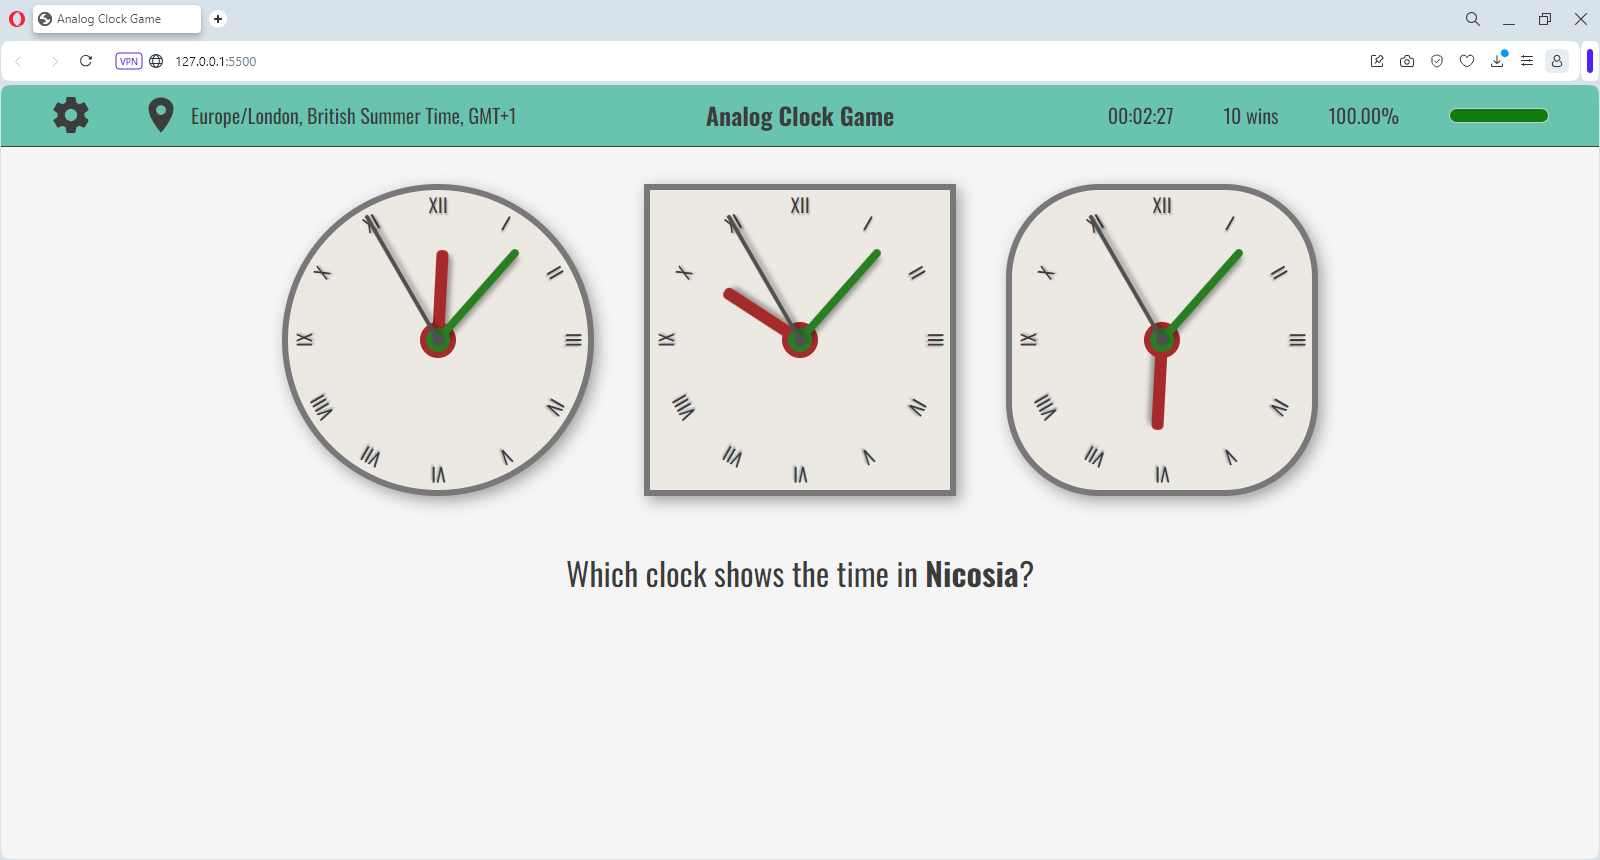 Analog Clock Game
VPN
127.0.0.1:5500
Europe/London, British Summer Time, GMT+1
Analog Clock Game
00:02:27
10 wins
100.00%
XII I II III IV V VI VII VIII IX X XI
XII I II III IV V VI VII VIII IX X XI
XII I II III IV V VI VII VIII IX X XI
Which clock shows the time in Nicosia?